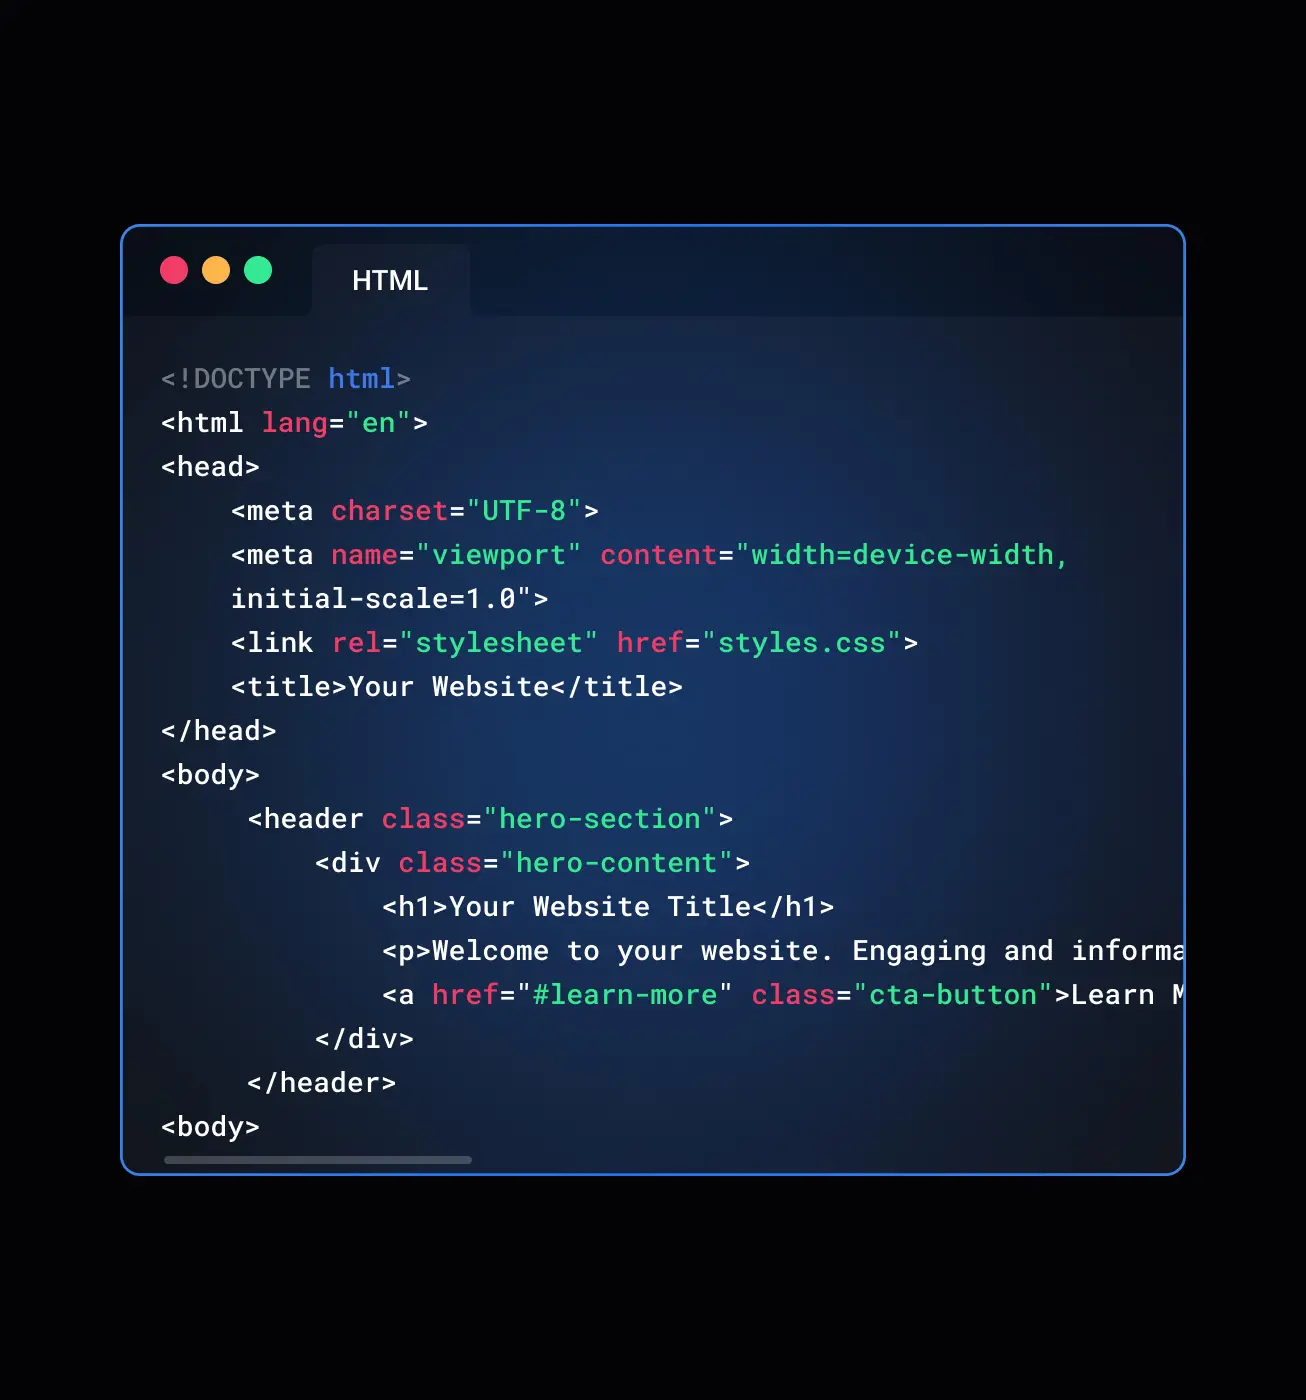 HTML
<!DOCTYPE html>
<html lang="en">
<head>
<meta charset="UTF-8">
<meta name="viewport" content="width=device-width,
initial-scale=1.0">
<link rel="stylesheet" href="styles.css">
<title>Your Website</title>
</head>
<body>
<header class="hero-section">
<div class="hero-content">
<h1>Your Website Title</h1>
<p>Welcome to your website. Engaging and informa
<a href="#learn-more" class="cta-button">Learn M
</div>
</header>
<body>